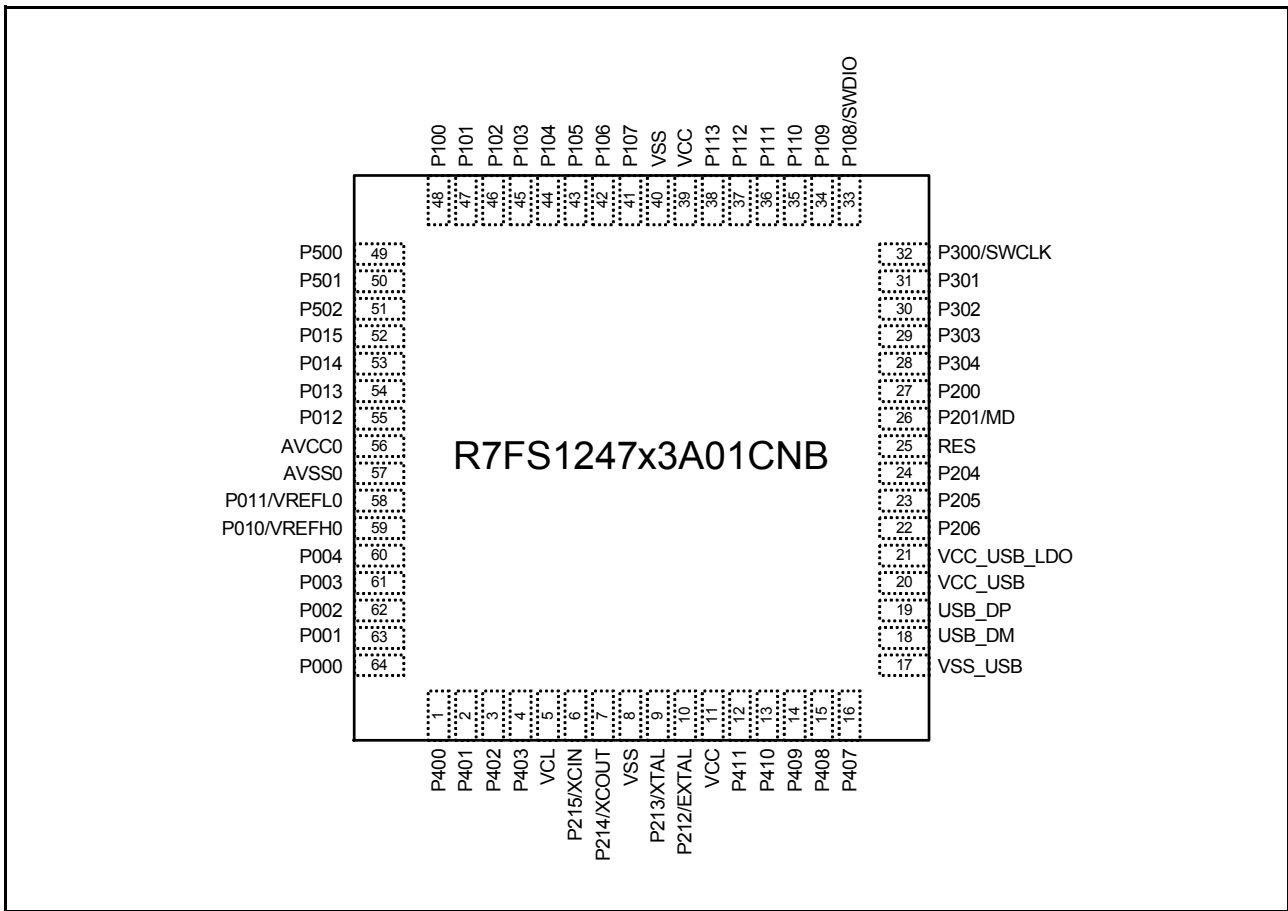 P100
P101
P102
P103
P104
P105
P106
P107
VSS
VCC
P113
P112
P111
P110
P109
P108/SWDIO
48
47
46
45
44
43
42
41
40
39
38
37
36
35
34
33
P500 49
P501 50
P502 51
P015 52
P014 53
P013 54
P012 55
AVCC0 56
AVSS0 57
P011/VREFL0 58
P010/VREFH0 59
P004 60
P003 61
P002 62
P001 63
P000 64
R7FS1247x3A01CNB
32 P300/SWCLK
31 P301
30 P302
29 P303
28 P304
27 P200
26 P201/MD
25 RES
24 P204
23 P205
22 P206
21 VCC_USB_LDO
20 VCC_USB
19 USB_DP
18 USB_DM
17 VSS_USB
1
2
3
4
5
6
7
8
9
10
11
12
13
14
15
16
P400
P401
P402
P403
VCL
P215/XCIN
P214/XCOUT
VSS
P213/XTAL
P212/EXTAL
VCC
P411
P410
P409
P408
P407